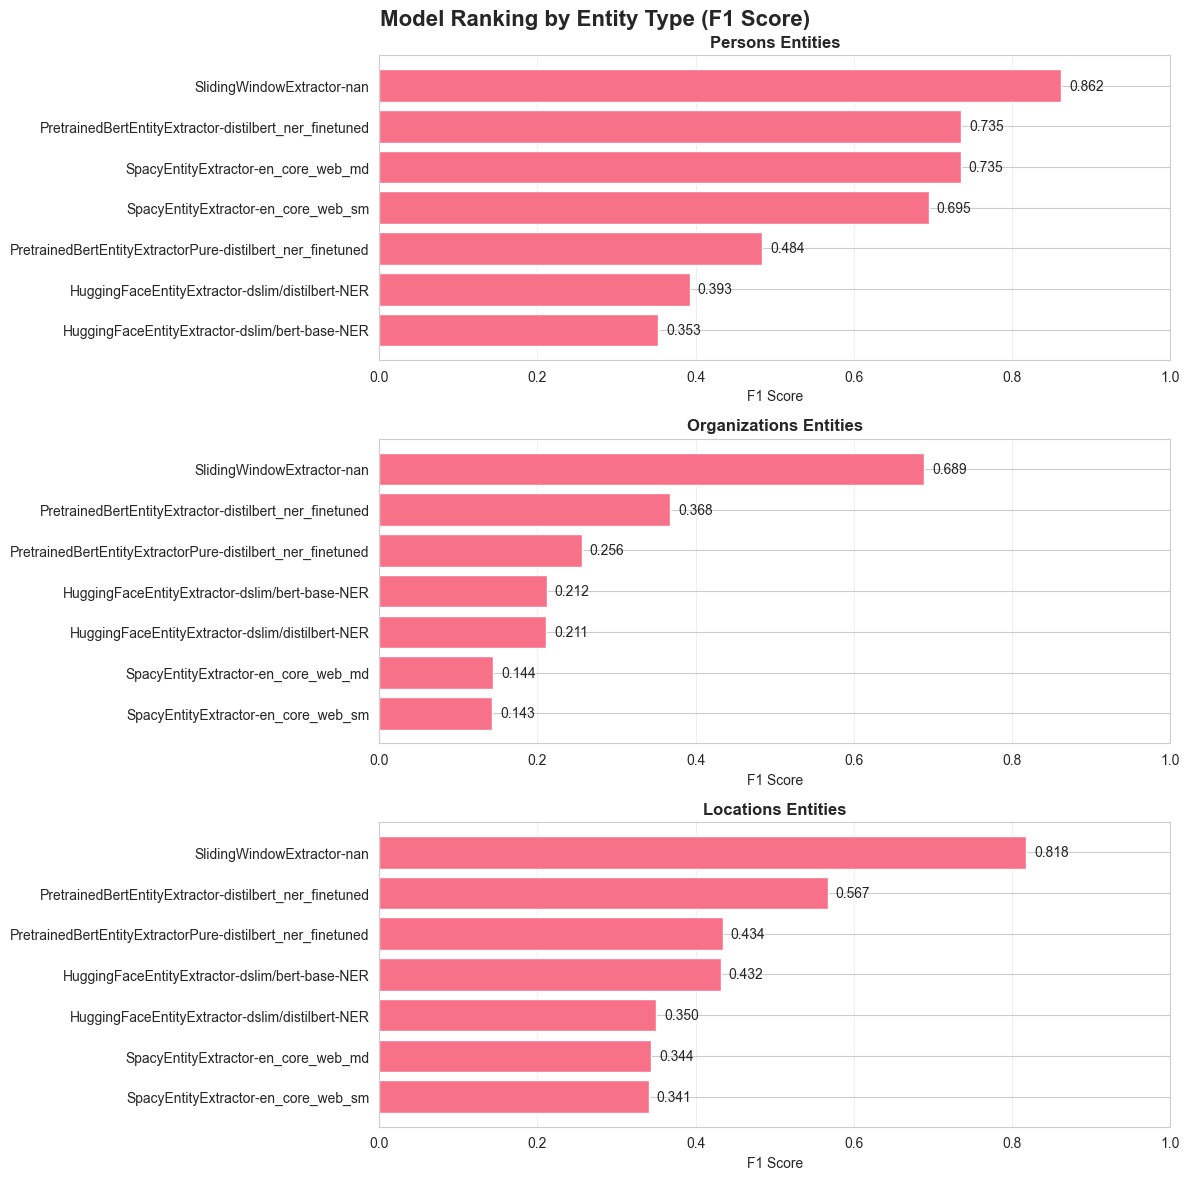 Model Ranking by Entity Type (F1 Score)
Persons Entities
SlidingWindowExtractor-nan 0.862
PretrainedBertEntityExtractor-distilbert_ner_finetuned 0.735
SpacyEntityExtractor-en_core_web_md 0.735
SpacyEntityExtractor-en_core_web_sm 0.695
PretrainedBertEntityExtractorPure-distilbert_ner_finetuned 0.484
HuggingFaceEntityExtractor-dslim/distilbert-NER 0.393
HuggingFaceEntityExtractor-dslim/bert-base-NER 0.353
0.0 0.2 0.4 0.6 0.8 1.0
F1 Score
Organizations Entities
SlidingWindowExtractor-nan 0.689
PretrainedBertEntityExtractor-distilbert_ner_finetuned 0.368
PretrainedBertEntityExtractorPure-distilbert_ner_finetuned 0.256
HuggingFaceEntityExtractor-dslim/bert-base-NER 0.212
HuggingFaceEntityExtractor-dslim/distilbert-NER 0.211
SpacyEntityExtractor-en_core_web_md 0.144
SpacyEntityExtractor-en_core_web_sm 0.143
0.0 0.2 0.4 0.6 0.8 1.0
F1 Score
Locations Entities
SlidingWindowExtractor-nan 0.818
PretrainedBertEntityExtractor-distilbert_ner_finetuned 0.567
PretrainedBertEntityExtractorPure-distilbert_ner_finetuned 0.434
HuggingFaceEntityExtractor-dslim/bert-base-NER 0.432
HuggingFaceEntityExtractor-dslim/distilbert-NER 0.350
SpacyEntityExtractor-en_core_web_md 0.344
SpacyEntityExtractor-en_core_web_sm 0.341
0.0 0.2 0.4 0.6 0.8 1.0
F1 Score